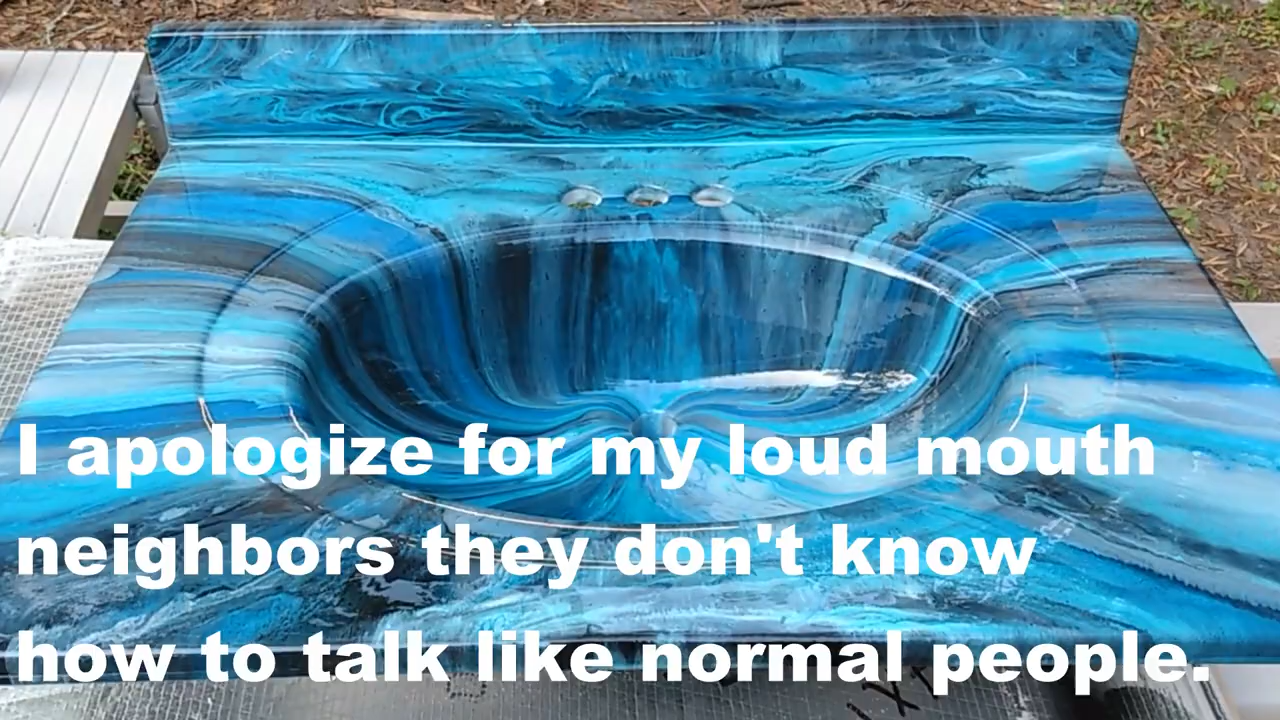 I apologize for my loud mouth
neighbors they don't know
how to talk like normal people.